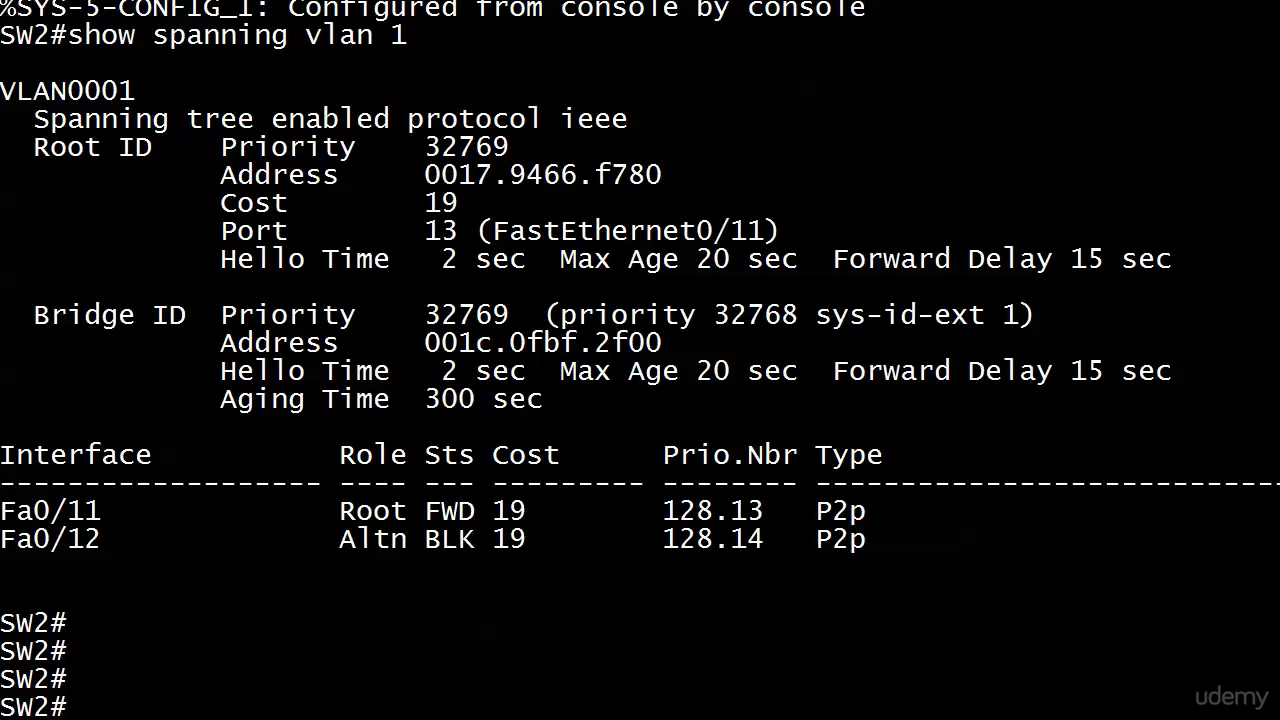 %SYS-5-CONFIG_I: Configured from console by console
SW2#show spanning vlan 1
VLAN0001
  Spanning tree enabled protocol ieee
  Root ID    Priority    32769
             Address     0017.9466.f780
             Cost        19
             Port        13 (FastEthernet0/11)
             Hello Time   2 sec  Max Age 20 sec  Forward Delay 15 sec
  Bridge ID  Priority    32769  (priority 32768 sys-id-ext 1)
             Address     001c.0fbf.2f00
             Hello Time   2 sec  Max Age 20 sec  Forward Delay 15 sec
             Aging Time  300 sec
Interface           Role Sts Cost      Prio.Nbr Type
------------------- ---- --- --------- -------- ----------------------------
Fa0/11              Root FWD 19        128.13   P2p
Fa0/12              Altn BLK 19        128.14   P2p
SW2#
SW2#
SW2#
SW2#
udemy